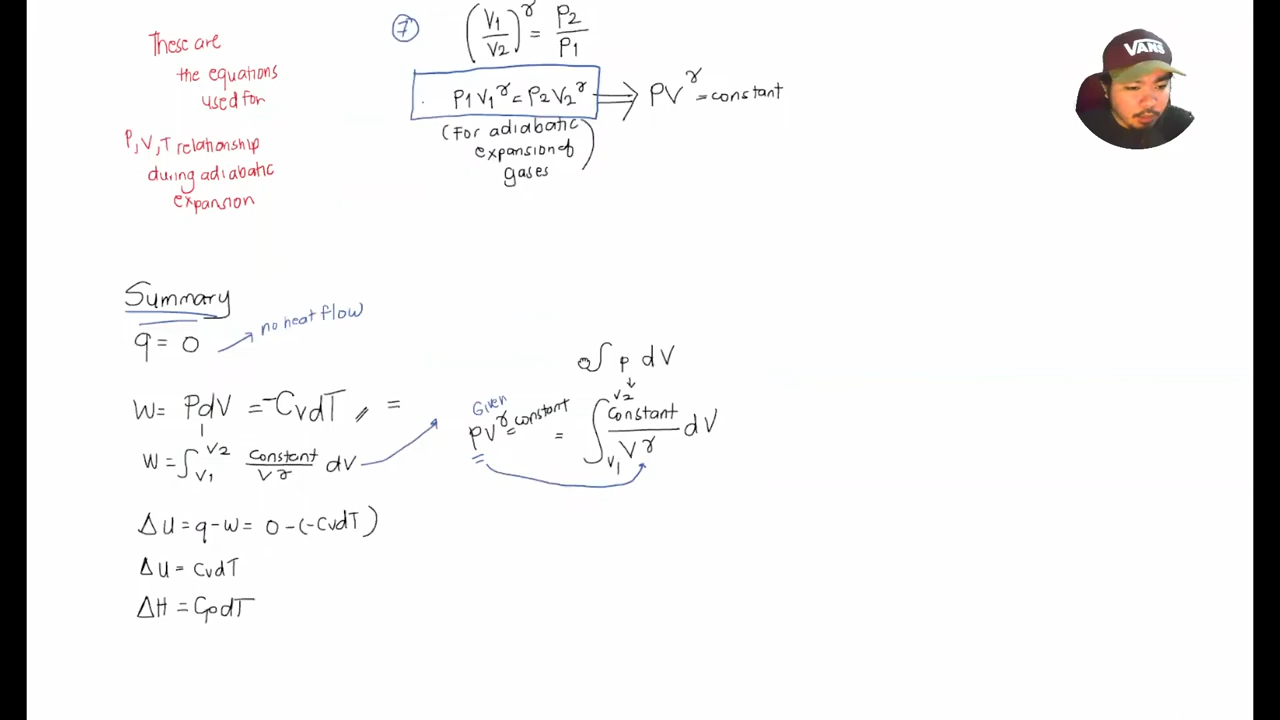 These are
the equations
used for
P, V, T relationship
during adiabatic
expansion
7
(V1/V2)^γ = P2/P1
P1V1^γ = P2V2^γ ⟹ PV^γ = constant
(For adiabatic
expansion of
gases)
VANS
Summary
q = 0 → no heat flow
W = PdV = -CvdT =
W = ∫V1^V2 constant/Vγ dV
ΔU = q - w = 0 - (-CvdT)
ΔU = CvdT
ΔH = CpdT
∫ P dV
Given
PV^γ = constant = ∫V1^V2 constant/Vγ dV